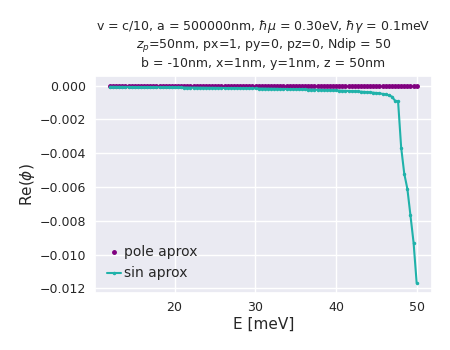 v = c/10, a = 500000nm, ℏμ = 0.30eV, ℏγ = 0.1meV
zₚ=50nm, px=1, py=0, pz=0, Ndip = 50
b = -10nm, x=1nm, y=1nm, z = 50nm
Re(ϕ)
0.000
−0.002
−0.004
−0.006
−0.008
−0.010
−0.012
pole aprox
sin aprox
20 30 40 50
E [meV]